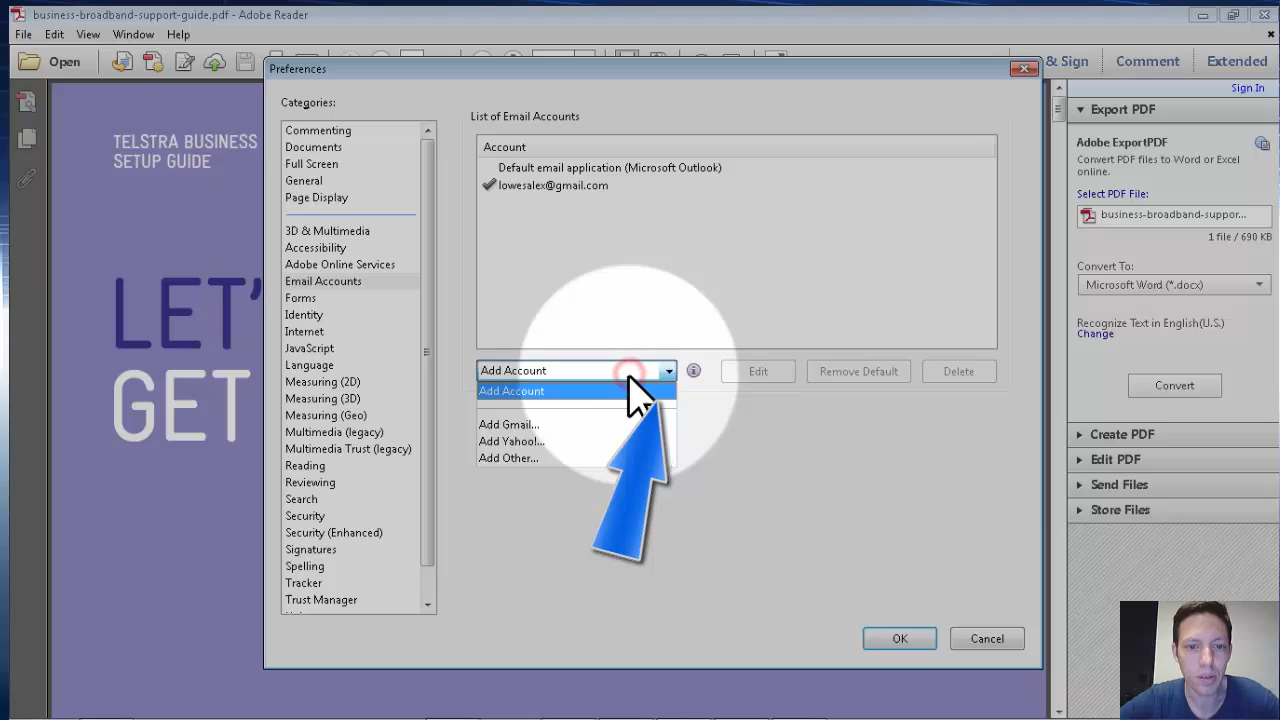 business-broadband-support-guide.pdf - Adobe Reader
File Edit View Window Help
Open
& Sign Comment Extended
Sign In
TELSTRA BUSINESS
SETUP GUIDE
LET'
GET
Preferences
Categories:
Commenting
Documents
Full Screen
General
Page Display
3D & Multimedia
Accessibility
Adobe Online Services
Email Accounts
Forms
Identity
Internet
JavaScript
Language
Measuring (2D)
Measuring (3D)
Measuring (Geo)
Multimedia (legacy)
Multimedia Trust (legacy)
Reading
Reviewing
Search
Security
Security (Enhanced)
Signatures
Spelling
Tracker
Trust Manager
List of Email Accounts
Account
Default email application (Microsoft Outlook)
lowesalex@gmail.com
Add Account
Edit Remove Default Delete
Add Account
Add Gmail...
Add Yahoo!...
Add Other...
OK Cancel
Export PDF
Adobe ExportPDF
Convert PDF files to Word or Excel
online.
Select PDF File:
business-broadband-suppor...
1 file / 690 KB
Convert To:
Microsoft Word (*.docx)
Recognize Text in English(U.S.)
Change
Convert
Create PDF
Edit PDF
Send Files
Store Files